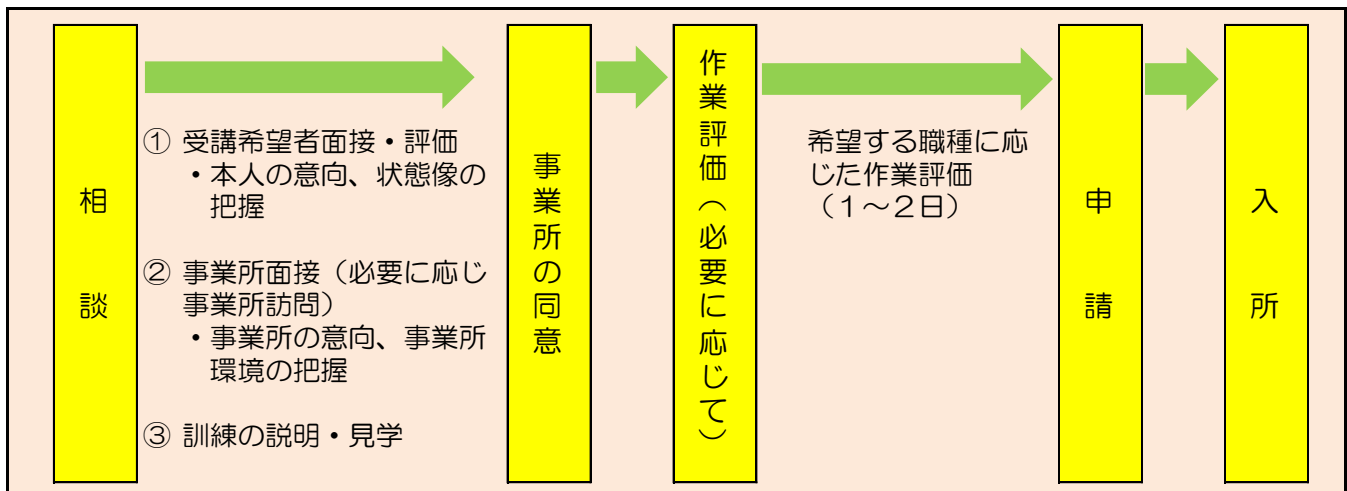 相談
① 受講希望者面接・評価
・本人の意向、状態像の
把握
② 事業所面接（必要に応じ
事業所訪問）
・事業所の意向、事業所
環境の把握
③ 訓練の説明・見学
事業所の同意
作業評価（必要に応じて）
希望する職種に応
じた作業評価
（１～２日）
申請
入所